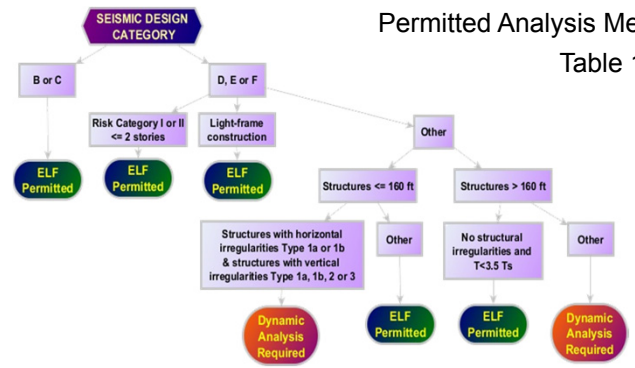 Permitted Analysis Me
Table 1
SEISMIC DESIGN
CATEGORY
B or C
D, E or F
Risk Category I or II
<= 2 stories
Light-frame
construction
Other
ELF
Permitted
ELF
Permitted
ELF
Permitted
Structures <= 160 ft
Structures > 160 ft
Structures with horizontal
irregularities Type 1a or 1b
& structures with vertical
irregularities Type 1a, 1b, 2 or 3
Other
No structural
irregularities and
T<3.5 Ts
Other
Dynamic
Analysis
Required
ELF
Permitted
ELF
Permitted
Dynamic
Analysis
Required